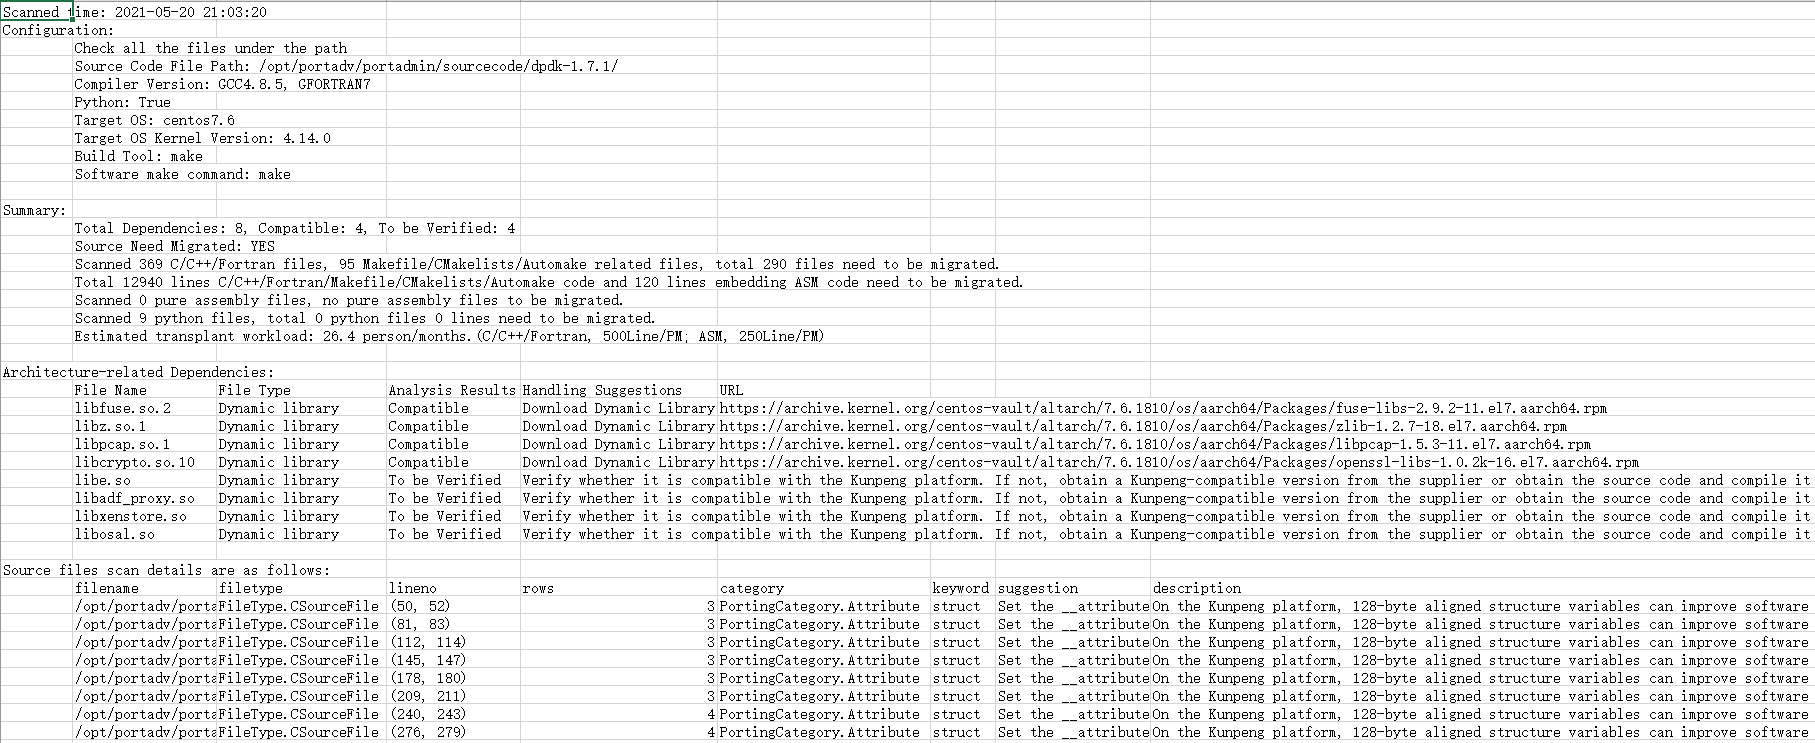 Scanned time: 2021-05-20 21:03:20
Configuration:
Check all the files under the path
Source Code File Path: /opt/portadv/portadmin/sourcecode/dpdk-1.7.1/
Compiler Version: GCC4.8.5, GFORTRAN7
Python: True
Target OS: centos7.6
Target OS Kernel Version: 4.14.0
Build Tool: make
Software make command: make
Summary:
Total Dependencies: 8, Compatible: 4, To be Verified: 4
Source Need Migrated: YES
Scanned 369 C/C++/Fortran files, 95 Makefile/CMakelists/Automake related files, total 290 files need to be migrated.
Total 12940 lines C/C++/Fortran/Makefile/CMakelists/Automake code and 120 lines embedding ASM code need to be migrated.
Scanned 0 pure assembly files, no pure assembly files to be migrated.
Scanned 9 python files, total 0 python files 0 lines need to be migrated.
Estimated transplant workload: 26.4 person/months. (C/C++/Fortran, 500Line/PM; ASM, 250Line/PM)
Architecture-related Dependencies:
File Name File Type Analysis Results Handling Suggestions URL
libfuse.so.2 Dynamic library Compatible Download Dynamic Library https://archive.kernel.org/centos-vault/altarch/7.6.1810/os/aarch64/Packages/fuse-libs-2.9.2-11.el7.aarch64.rpm
libz.so.1 Dynamic library Compatible Download Dynamic Library https://archive.kernel.org/centos-vault/altarch/7.6.1810/os/aarch64/Packages/zlib-1.2.7-18.el7.aarch64.rpm
libpcap.so.1 Dynamic library Compatible Download Dynamic Library https://archive.kernel.org/centos-vault/altarch/7.6.1810/os/aarch64/Packages/libpcap-1.5.3-11.el7.aarch64.rpm
libcrypto.so.10 Dynamic library Compatible Download Dynamic Library https://archive.kernel.org/centos-vault/altarch/7.6.1810/os/aarch64/Packages/openssl-libs-1.0.2k-16.el7.aarch64.rpm
libe.so Dynamic library To be Verified Verify whether it is compatible with the Kunpeng platform. If not, obtain a Kunpeng-compatible version from the supplier or obtain the source code and compile it
libadf_proxy.so Dynamic library To be Verified Verify whether it is compatible with the Kunpeng platform. If not, obtain a Kunpeng-compatible version from the supplier or obtain the source code and compile it
libxenstore.so Dynamic library To be Verified Verify whether it is compatible with the Kunpeng platform. If not, obtain a Kunpeng-compatible version from the supplier or obtain the source code and compile it
libosal.so Dynamic library To be Verified Verify whether it is compatible with the Kunpeng platform. If not, obtain a Kunpeng-compatible version from the supplier or obtain the source code and compile it
Source files scan details are as follows:
filename filetype lineno rows category keyword suggestion description
/opt/portadv/porta FileType.CSourceFile (50, 52) 3 PortingCategory.Attribute struct Set the __attribute On the Kunpeng platform, 128-byte aligned structure variables can improve software
/opt/portadv/porta FileType.CSourceFile (81, 83) 3 PortingCategory.Attribute struct Set the __attribute On the Kunpeng platform, 128-byte aligned structure variables can improve software
/opt/portadv/porta FileType.CSourceFile (112, 114) 3 PortingCategory.Attribute struct Set the __attribute On the Kunpeng platform, 128-byte aligned structure variables can improve software
/opt/portadv/porta FileType.CSourceFile (145, 147) 3 PortingCategory.Attribute struct Set the __attribute On the Kunpeng platform, 128-byte aligned structure variables can improve software
/opt/portadv/porta FileType.CSourceFile (178, 180) 3 PortingCategory.Attribute struct Set the __attribute On the Kunpeng platform, 128-byte aligned structure variables can improve software
/opt/portadv/porta FileType.CSourceFile (209, 211) 3 PortingCategory.Attribute struct Set the __attribute On the Kunpeng platform, 128-byte aligned structure variables can improve software
/opt/portadv/porta FileType.CSourceFile (240, 243) 4 PortingCategory.Attribute struct Set the __attribute On the Kunpeng platform, 128-byte aligned structure variables can improve software
/opt/portadv/porta FileType.CSourceFile (276, 279) 4 PortingCategory.Attribute struct Set the __attribute On the Kunpeng platform, 128-byte aligned structure variables can improve software